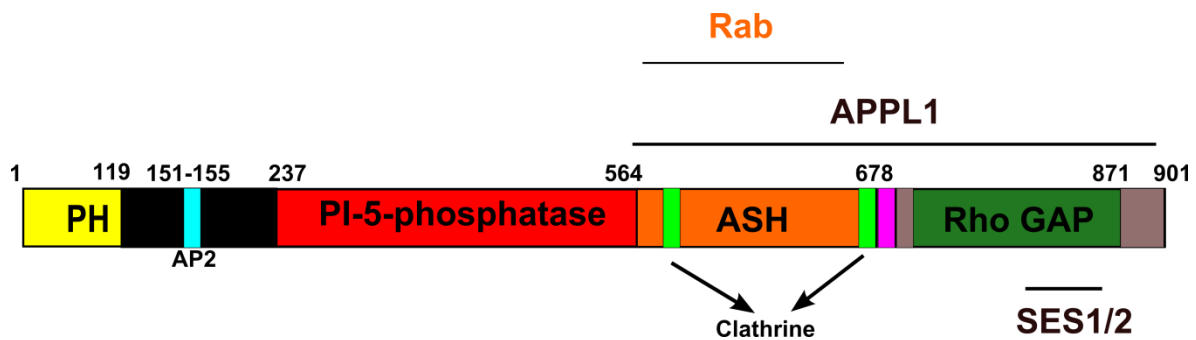 Rab
APPL1
1 119 151-155 237 564 678 871 901
PH PI-5-phosphatase ASH Rho GAP
AP2
Clathrine
SES1/2